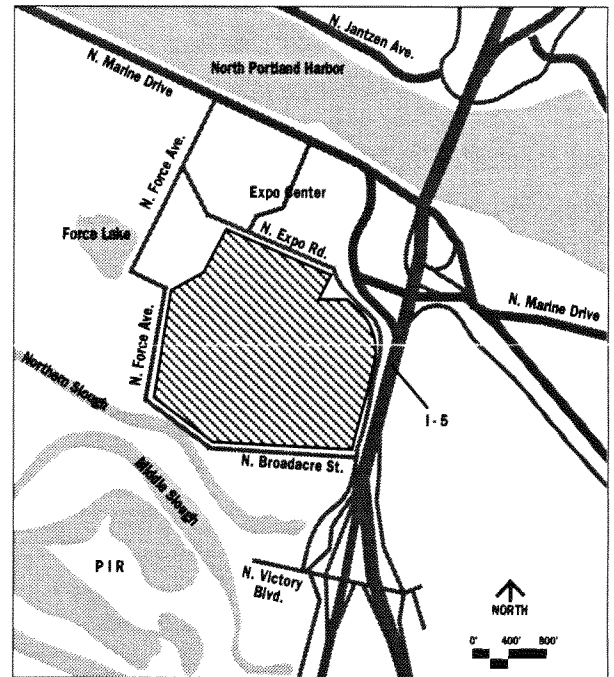 N. Jantzen Ave.
N. Marine Drive
North Portland Harbor
N. Force Ave.
Expo Center
Force Lake
N. Expo Rd.
N. Marine Drive
N. Force Ave.
Northern Slough
I - 5
N. Broadacre St.
Middle Slough
PIR
N. Victory
Blvd.
NORTH
0' 400' 800'